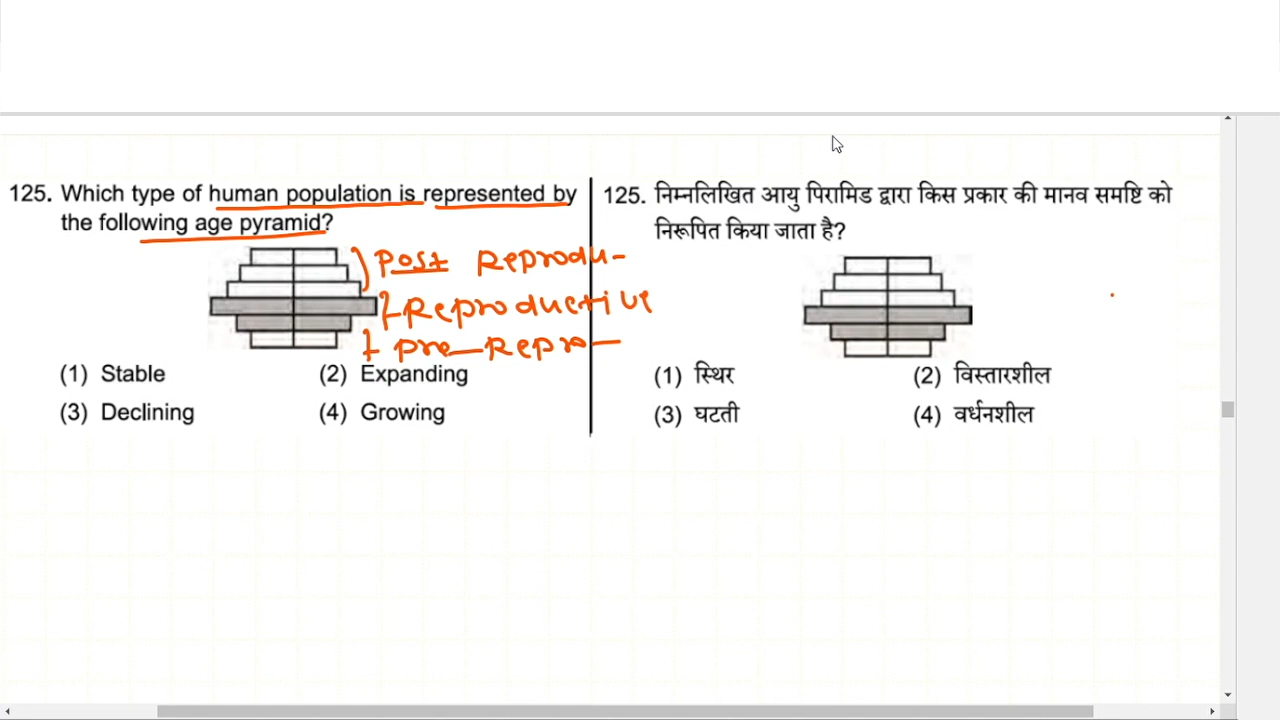 125. Which type of human population is represented by
the following age pyramid?
Post Reprodu-
Reproductive
Pre-Repro-
(1) Stable
(2) Expanding
(3) Declining
(4) Growing
125. निम्नलिखित आयु पिरामिड द्वारा किस प्रकार की मानव समष्टि को
निरूपित किया जाता है?
(1) स्थिर
(2) विस्तारशील
(3) घटती
(4) वर्धनशील